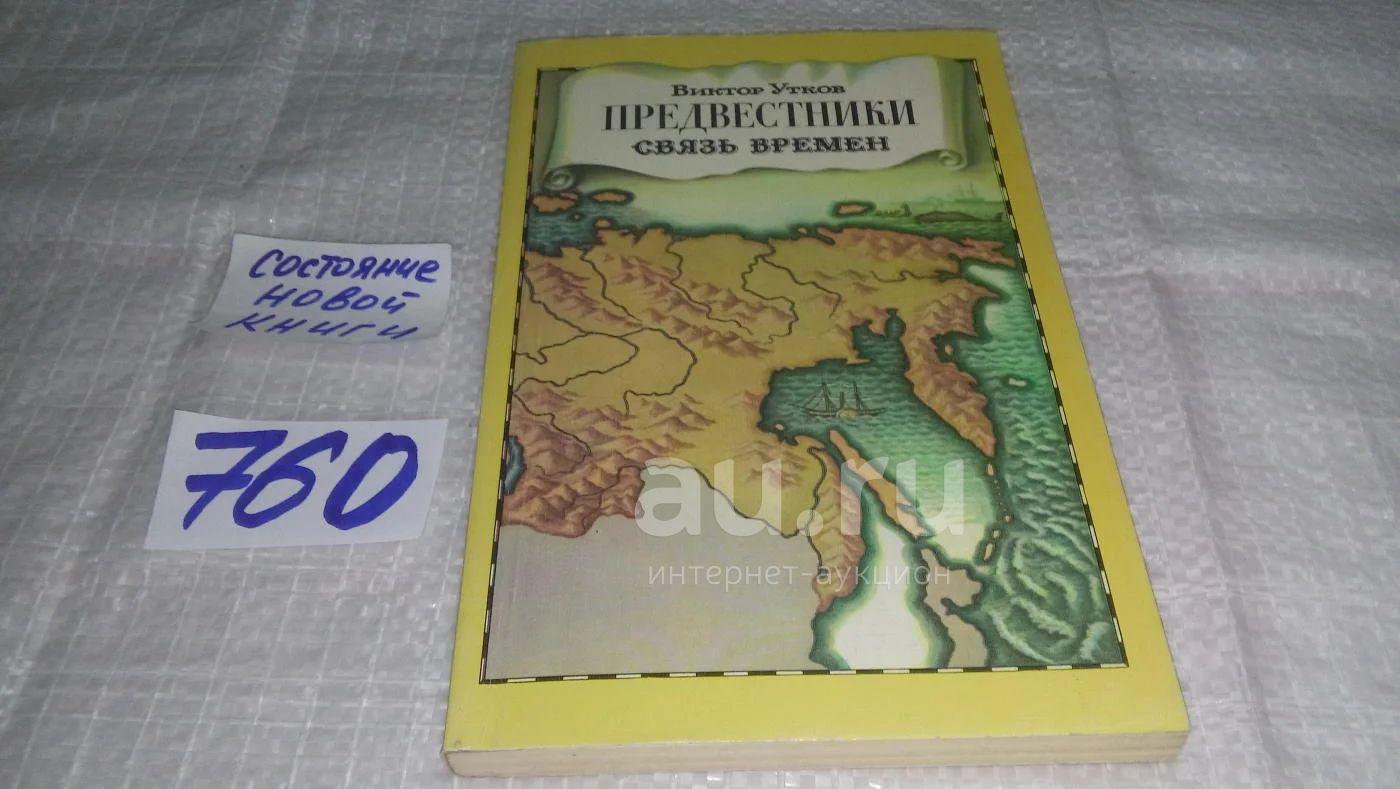 Виктор Утков
ПРЕДВЕСТНИКИ
СВЯЗЬ ВРЕМЕН
состояние
новой
книги
760
au.ru
интернет-аукцион